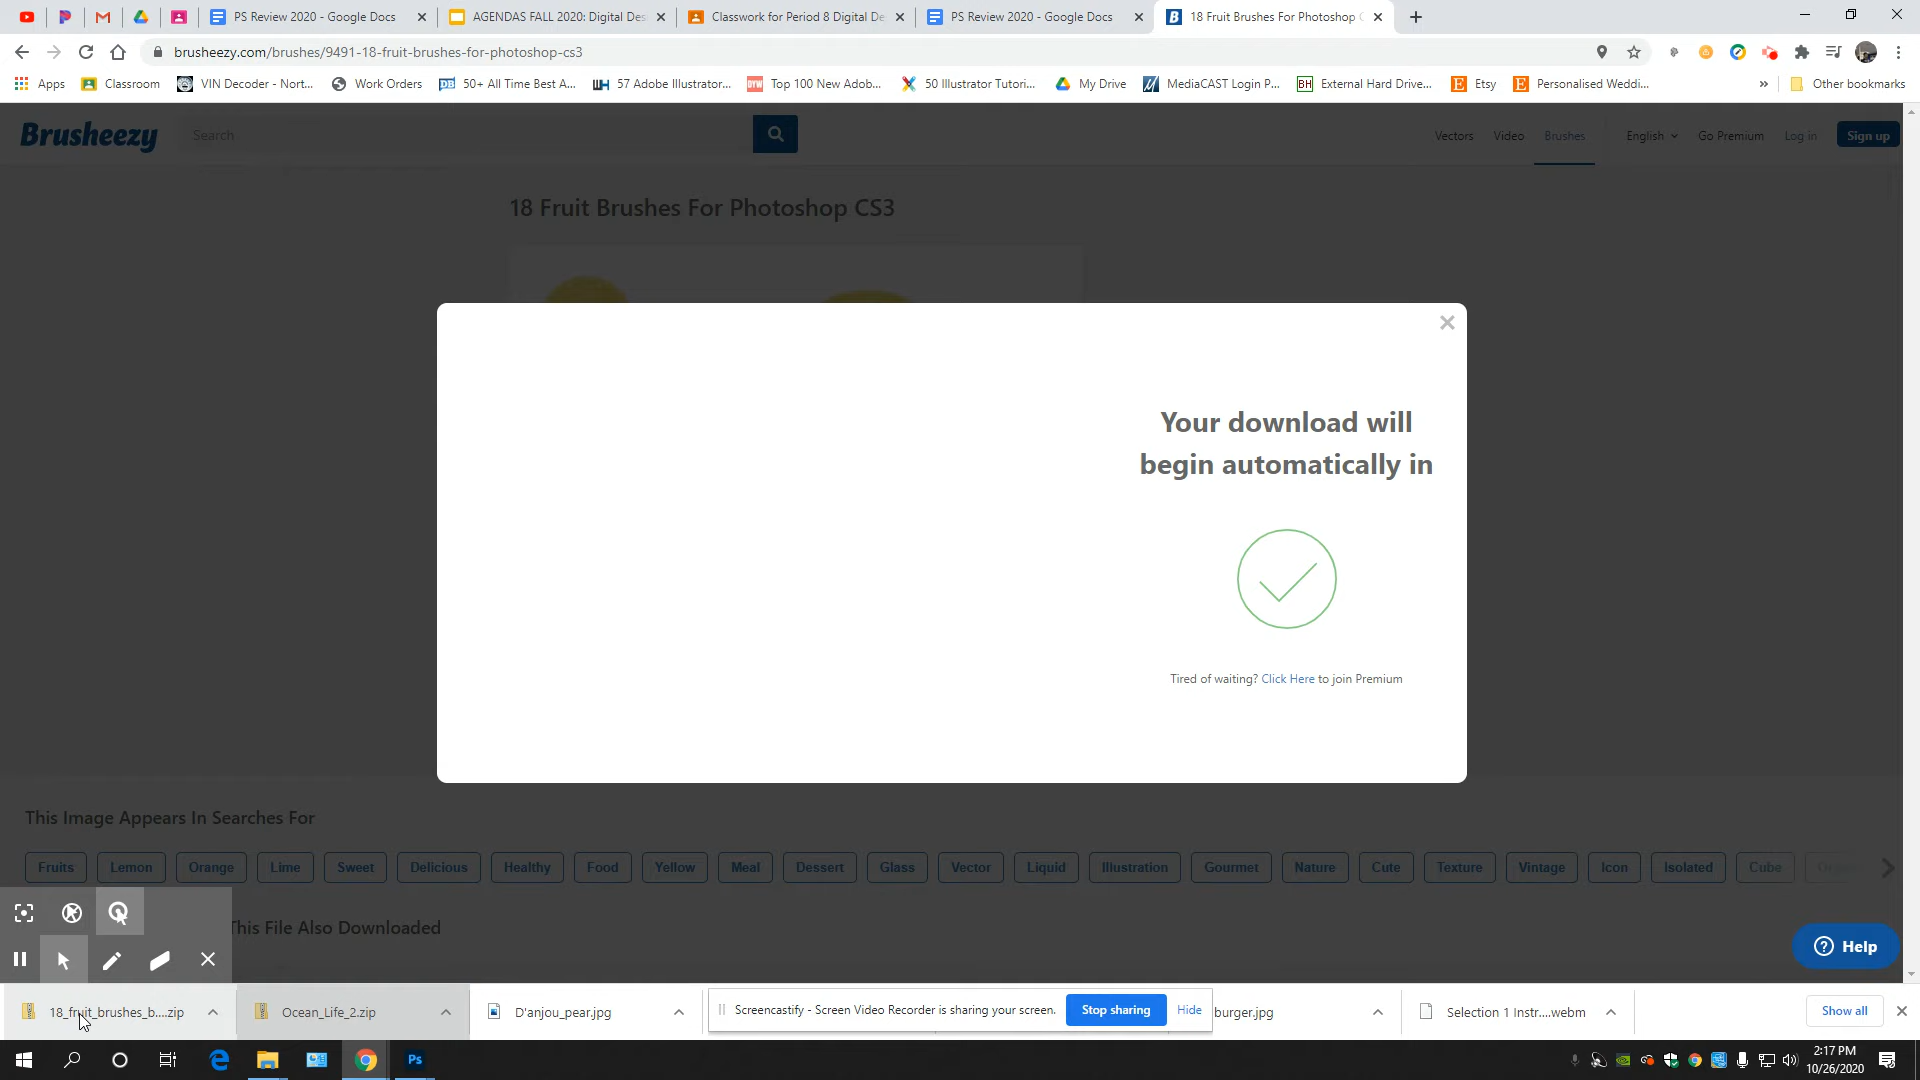 PS Review 2020 - Google Docs
AGENDAS FALL 2020: Digital Des
Classwork for Period 8 Digital De
PS Review 2020 - Google Docs
18 Fruit Brushes For Photoshop C
brusheezy.com/brushes/9491-18-fruit-brushes-for-photoshop-cs3
Apps
Classroom
VIN Decoder - Nort...
Work Orders
50+ All Time Best A...
57 Adobe Illustrator...
Top 100 New Adob...
50 Illustrator Tutori...
My Drive
MediaCAST Login P...
External Hard Drive...
Etsy
Personalised Weddi...
Other bookmarks
Brusheezy
Search
Vectors
Video
Brushes
English
Go Premium
Log in
Sign up
18 Fruit Brushes For Photoshop CS3
Your download will
begin automatically in
Tired of waiting? Click Here to join Premium
This Image Appears In Searches For
Fruits
Lemon
Orange
Lime
Sweet
Delicious
Healthy
Food
Yellow
Meal
Dessert
Glass
Vector
Liquid
Illustration
Gourmet
Nature
Cute
Texture
Vintage
Icon
Isolated
Cube
This File Also Downloaded
Help
18_fruit_brushes_b....zip
Ocean_Life_2.zip
D'anjou_pear.jpg
Screencastify - Screen Video Recorder is sharing your screen.
Stop sharing
Hide
burger.jpg
Selection 1 Instr....webm
Show all
Ps
2:17 PM
10/26/2020